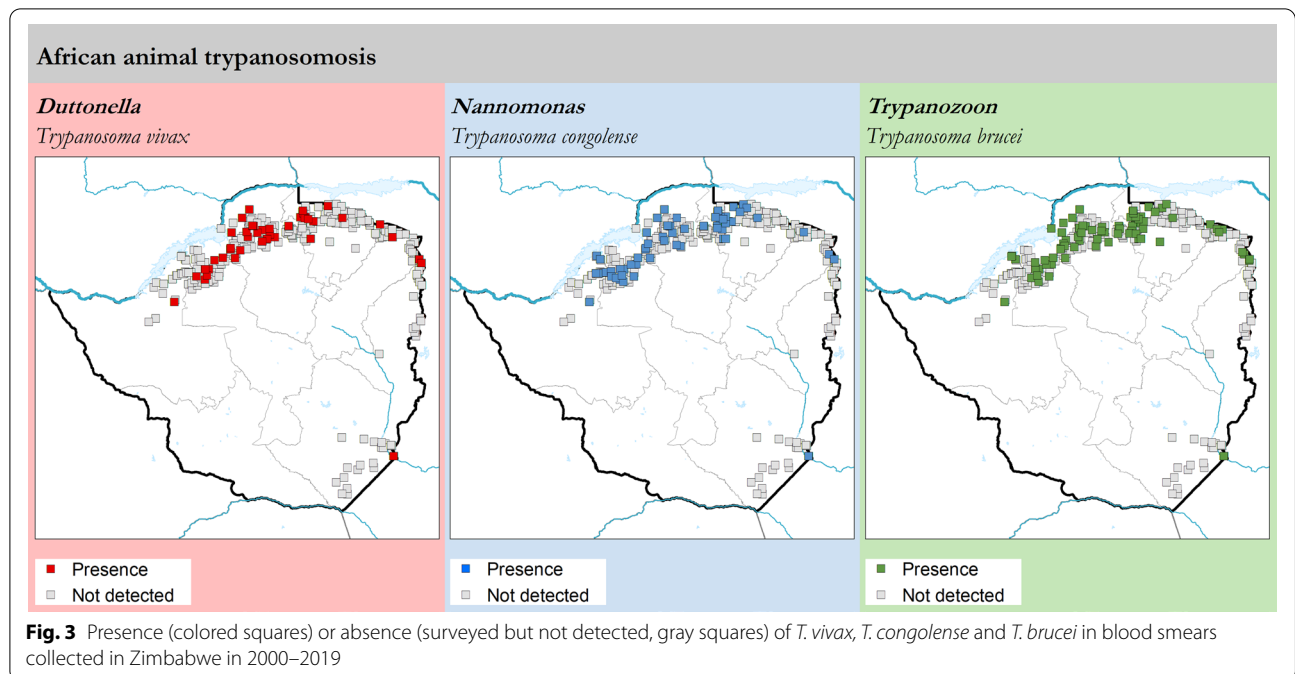 African animal trypanosomosis
Duttonella
Trypanosoma vivax
Nannomonas
Trypanosoma congolense
Trypanozoon
Trypanosoma brucei
Presence
Not detected
Presence
Not detected
Presence
Not detected
Fig. 3 Presence (colored squares) or absence (surveyed but not detected, gray squares) of T. vivax, T. congolense and T. brucei in blood smears
collected in Zimbabwe in 2000–2019